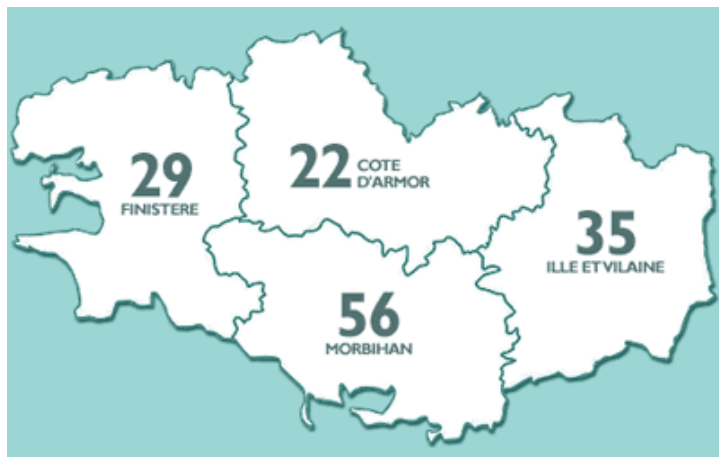 29
FINISTERE
22
COTE
D'ARMOR
35
ILLE ET VILAINE
56
MORBIHAN